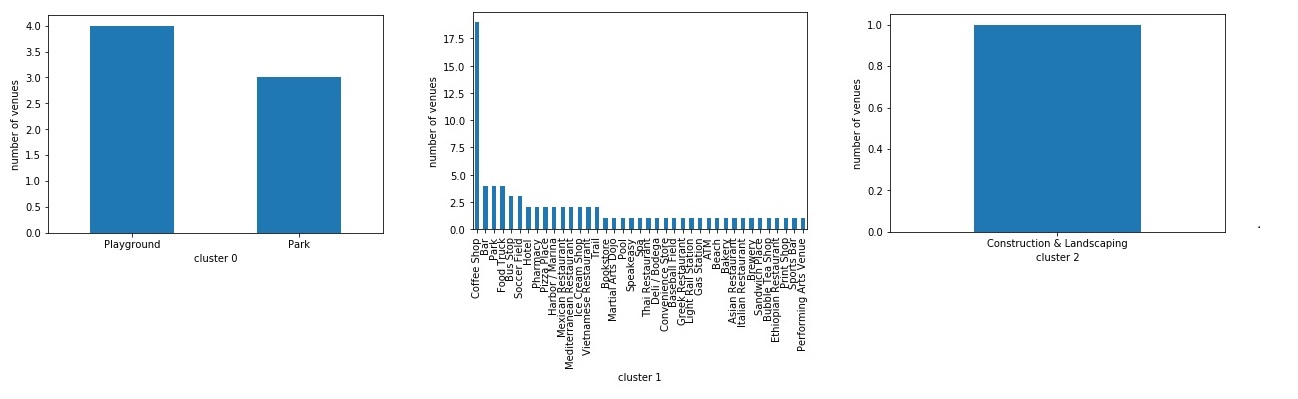 number of venues
4.0
3.5
3.0
2.5
2.0
1.5
1.0
0.5
0.0
Playground Park
cluster 0
number of venues
17.5
15.0
12.5
10.0
7.5
5.0
2.5
0.0
Coffee Shop
Bar
Park
Food Truck
Bus Stop
Soccer Field
Hotel
Pharmacy
Pizza Place
Harbor / Marina
Mexican Restaurant
Mediterranean Restaurant
Ice Cream Shop
Vietnamese Restaurant
Trail
Bookstore
Martial Arts Dojo
Pool
Speakeasy
Spa
Thai Restaurant
Deli / Bodega
Convenience Store
Baseball Field
Greek Restaurant
Light Rail Station
Gas Station
ATM
Beach
Bakery
Asian Restaurant
Italian Restaurant
Brewery
Sandwich Place
Bubble Tea Shop
Ethiopian Restaurant
Print Shop
Sports Bar
Performing Arts Venue
cluster 1
number of venues
1.0
0.8
0.6
0.4
0.2
0.0
Construction & Landscaping
cluster 2
.